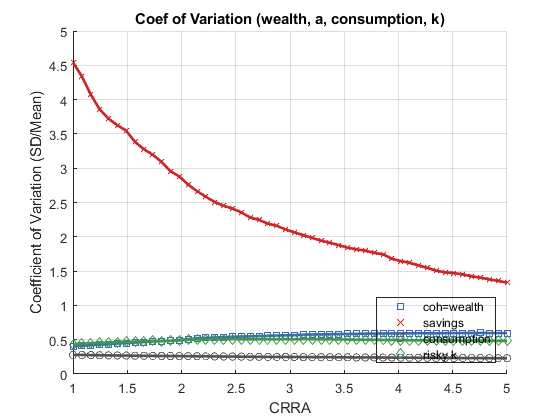 Coef of Variation (wealth, a, consumption, k)
Coefficient of Variation (SD/Mean)
5
4.5
4
3.5
3
2.5
2
1.5
1
0.5
0
coh=wealth
savings
consumption
risky k
1 1.5 2 2.5 3 3.5 4 4.5 5
CRRA